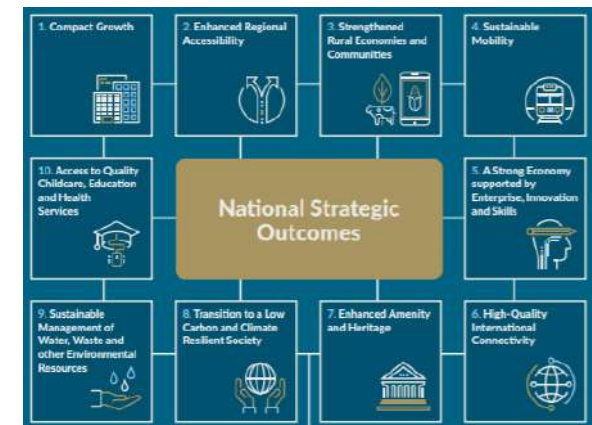 1. Compact Growth
2. Enhanced Regional
Accessibility
3. Strengthened
Rural Economies and
Communities
4. Sustainable
Mobility
10. Access to Quality
Childcare, Education
and Health
Services
National Strategic
Outcomes
5. A Strong Economy
supported by
Enterprise, Innovation
and Skills
9. Sustainable
Management of
Water, Waste and
other Environmental
Resources
8. Transition to a Low
Carbon and Climate
Resilient Society
7. Enhanced Amenity
and Heritage
6. High-Quality
International
Connectivity